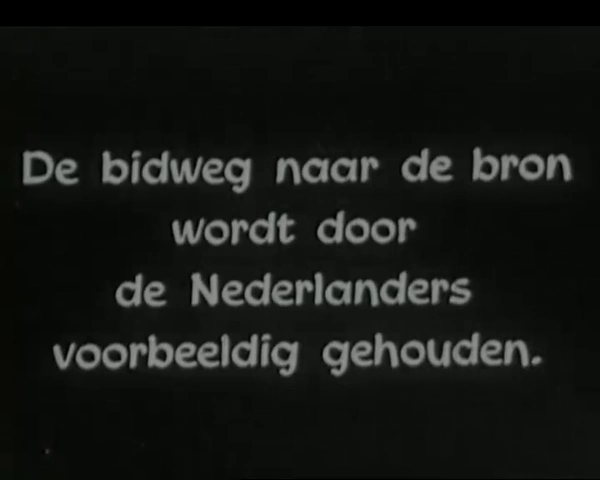 De bidweg naar de bron
wordt door
de Nederlanders
voorbeeldig gehouden.